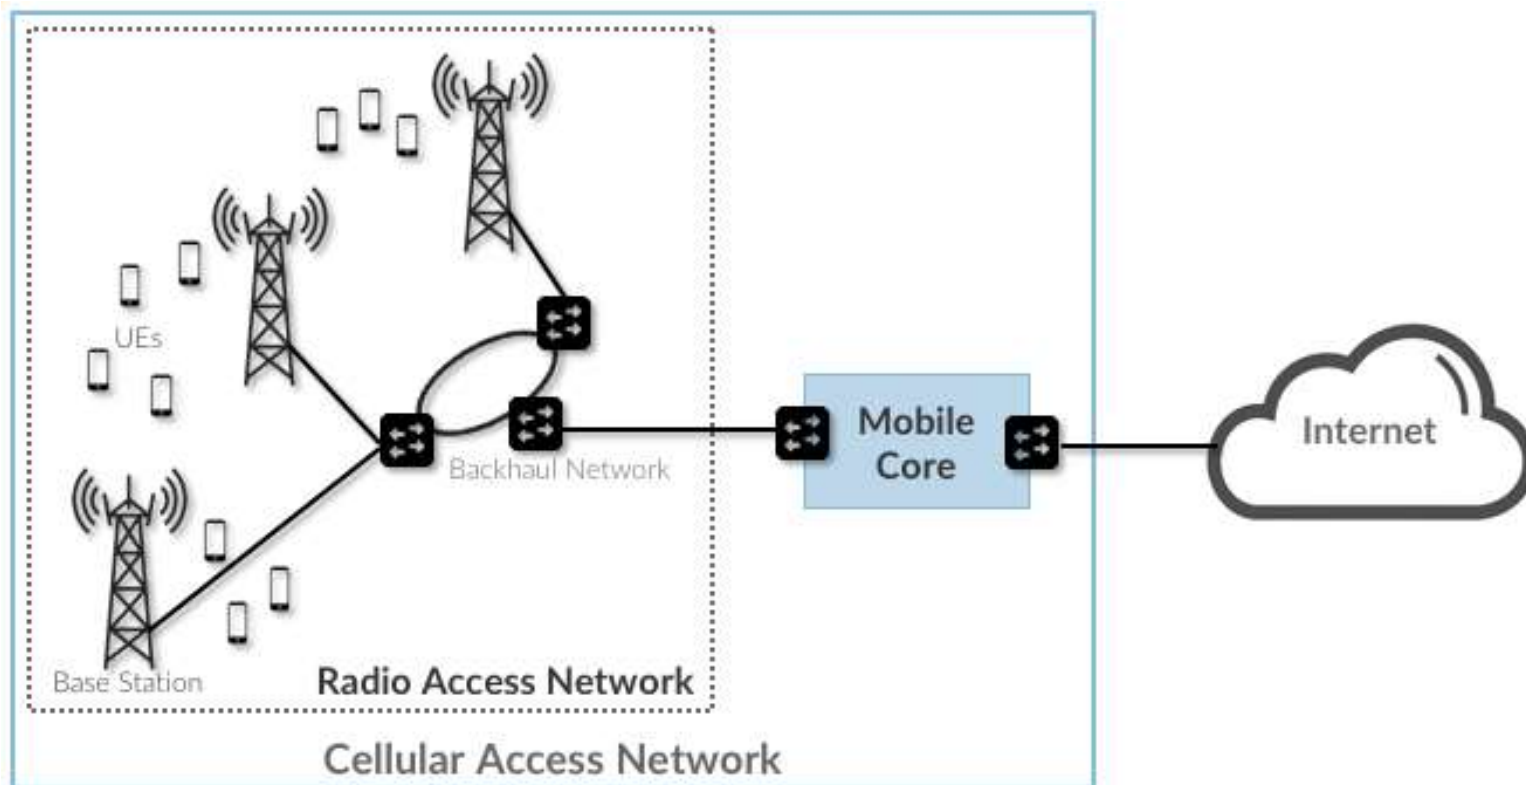 UEs
Backhaul Network
Mobile
Core
Internet
Base Station
Radio Access Network
Cellular Access Network